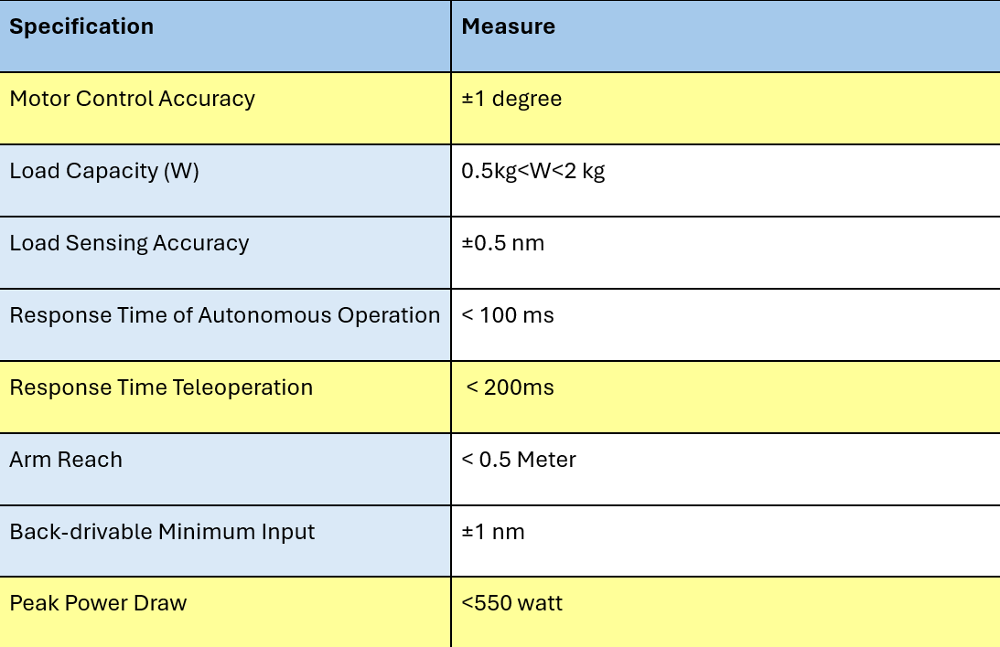 Specification Measure
Motor Control Accuracy ±1 degree
Load Capacity (W) 0.5kg<W<2 kg
Load Sensing Accuracy ±0.5 nm
Response Time of Autonomous Operation < 100 ms
Response Time Teleoperation < 200ms
Arm Reach < 0.5 Meter
Back-drivable Minimum Input ±1 nm
Peak Power Draw <550 watt